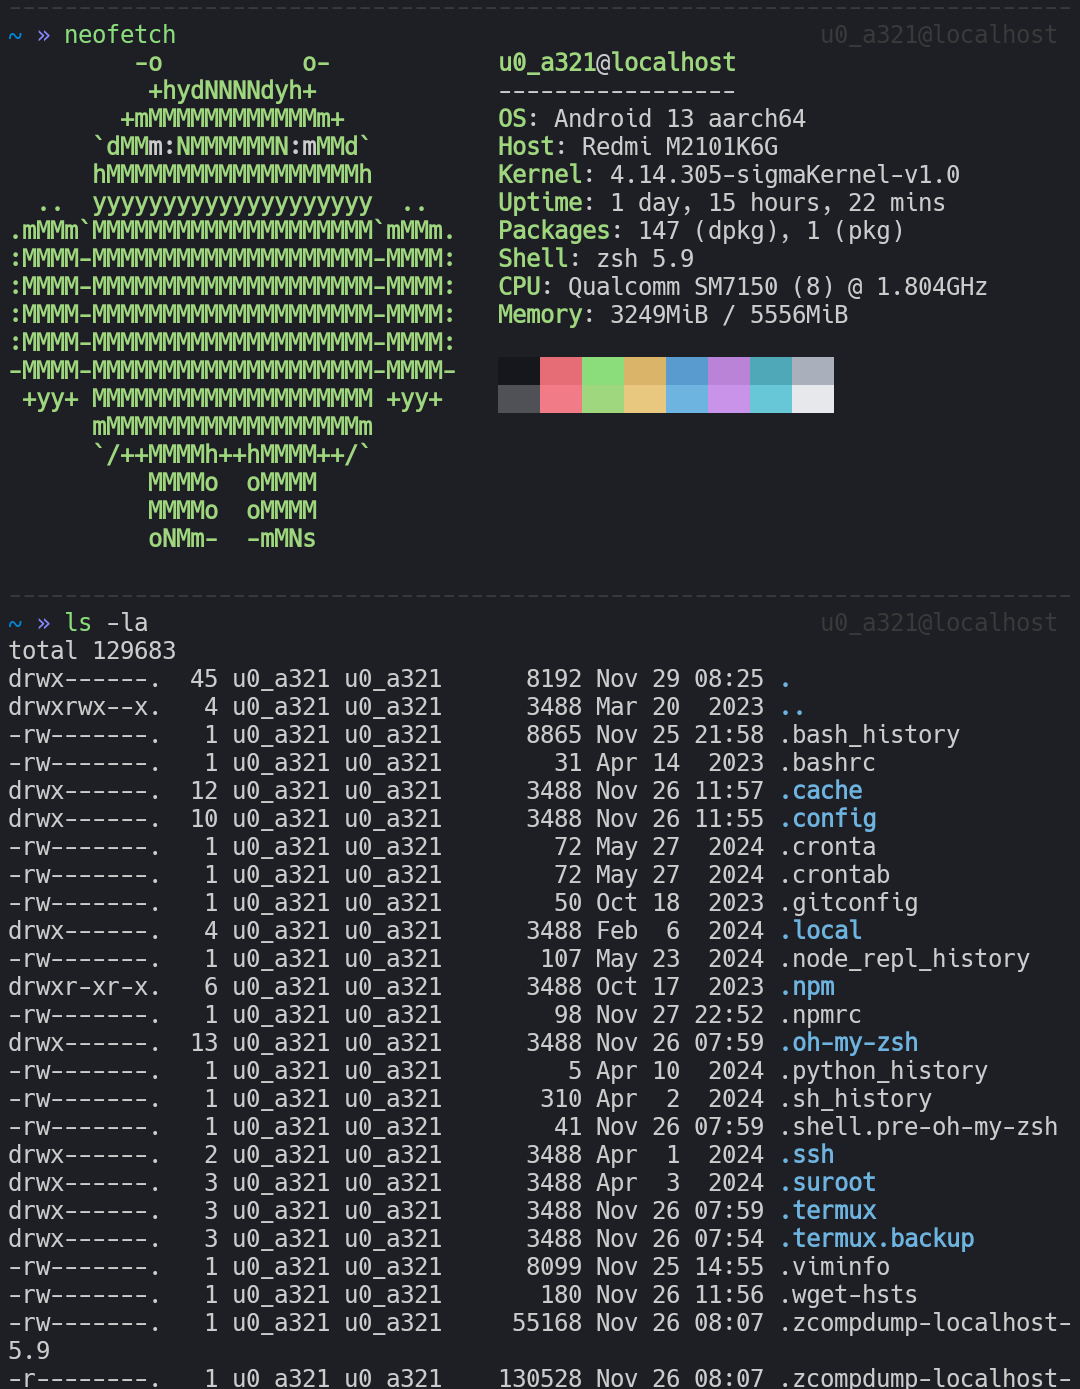 ~ » neofetch u0_a321@localhost
         -o          o-            u0_a321@localhost
          +hydNNNNdyh+             -----------------
        +mMMMMMMMMMMMMm+           OS: Android 13 aarch64
      `dMMm:NMMMMMMN:mMMd`         Host: Redmi M2101K6G
      hMMMMMMMMMMMMMMMMMMh         Kernel: 4.14.305-sigmaKernel-v1.0
  ..  yyyyyyyyyyyyyyyyyyyy  ..     Uptime: 1 day, 15 hours, 22 mins
.mMMm`MMMMMMMMMMMMMMMMMMMM`mMMm.   Packages: 147 (dpkg), 1 (pkg)
:MMMM-MMMMMMMMMMMMMMMMMMMM-MMMM:   Shell: zsh 5.9
:MMMM-MMMMMMMMMMMMMMMMMMMM-MMMM:   CPU: Qualcomm SM7150 (8) @ 1.804GHz
:MMMM-MMMMMMMMMMMMMMMMMMMM-MMMM:   Memory: 3249MiB / 5556MiB
:MMMM-MMMMMMMMMMMMMMMMMMMM-MMMM:
-MMMM-MMMMMMMMMMMMMMMMMMMM-MMMM-
 +yy+ MMMMMMMMMMMMMMMMMMMM +yy+
      mMMMMMMMMMMMMMMMMMMm
      `/++MMMMh++hMMMM++/`
          MMMMo  oMMMM
          MMMMo  oMMMM
          oNMm-  -mMNs
~ » ls -la u0_a321@localhost
total 129683
drwx------.  45 u0_a321 u0_a321      8192 Nov 29 08:25 .
drwxrwx--x.   4 u0_a321 u0_a321      3488 Mar 20  2023 ..
-rw-------.   1 u0_a321 u0_a321      8865 Nov 25 21:58 .bash_history
-rw-------.   1 u0_a321 u0_a321        31 Apr 14  2023 .bashrc
drwx------.  12 u0_a321 u0_a321      3488 Nov 26 11:57 .cache
drwx------.  10 u0_a321 u0_a321      3488 Nov 26 11:55 .config
-rw-------.   1 u0_a321 u0_a321        72 May 27  2024 .cronta
-rw-------.   1 u0_a321 u0_a321        72 May 27  2024 .crontab
-rw-------.   1 u0_a321 u0_a321        50 Oct 18  2023 .gitconfig
drwx------.   4 u0_a321 u0_a321      3488 Feb  6  2024 .local
-rw-------.   1 u0_a321 u0_a321       107 May 23  2024 .node_repl_history
drwxr-xr-x.   6 u0_a321 u0_a321      3488 Oct 17  2023 .npm
-rw-------.   1 u0_a321 u0_a321        98 Nov 27 22:52 .npmrc
drwx------.  13 u0_a321 u0_a321      3488 Nov 26 07:59 .oh-my-zsh
-rw-------.   1 u0_a321 u0_a321         5 Apr 10  2024 .python_history
-rw-------.   1 u0_a321 u0_a321       310 Apr  2  2024 .sh_history
-rw-------.   1 u0_a321 u0_a321        41 Nov 26 07:59 .shell.pre-oh-my-zsh
drwx------.   2 u0_a321 u0_a321      3488 Apr  1  2024 .ssh
drwx------.   3 u0_a321 u0_a321      3488 Apr  3  2024 .suroot
drwx------.   3 u0_a321 u0_a321      3488 Nov 26 07:59 .termux
drwx------.   3 u0_a321 u0_a321      3488 Nov 26 07:54 .termux.backup
-rw-------.   1 u0_a321 u0_a321      8099 Nov 25 14:55 .viminfo
-rw-------.   1 u0_a321 u0_a321       180 Nov 26 11:56 .wget-hsts
-rw-------.   1 u0_a321 u0_a321     55168 Nov 26 08:07 .zcompdump-localhost-
5.9
-r--------.   1 u0_a321 u0_a321    130528 Nov 26 08:07 .zcompdump-localhost-